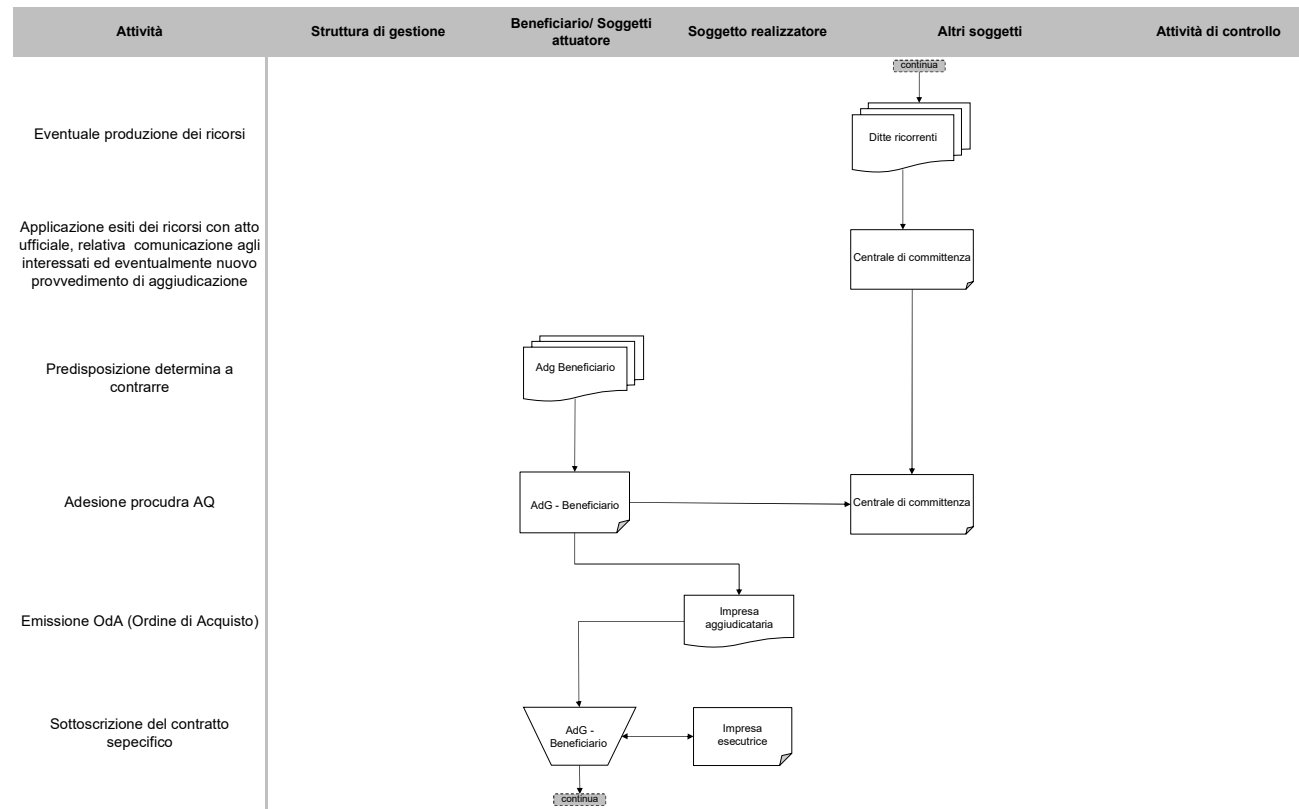 Attività
Struttura di gestione
Beneficiario/ Soggetti
attuatore
Soggetto realizzatore
Altri soggetti
Attività di controllo
continua
Eventuale produzione dei ricorsi
Ditte ricorrenti
Applicazione esiti dei ricorsi con atto
ufficiale, relativa comunicazione agli
interessati ed eventualmente nuovo
provvedimento di aggiudicazione
Centrale di committenza
Predisposizione determina a
contrarre
Adg Beneficiario
Adesione procudra AQ
AdG - Beneficiario
Centrale di committenza
Emissione OdA (Ordine di Acquisto)
Impresa
aggiudicataria
Sottoscrizione del contratto
sepecifico
AdG -
Beneficiario
Impresa
esecutrice
continua